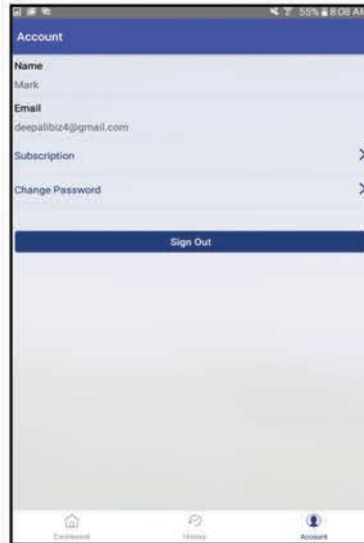 55% 8:08 AM
Account
Name
Mark
Email
deepalibiz4@gmail.com
Subscription
Change Password
Sign Out
Dashboard History Account